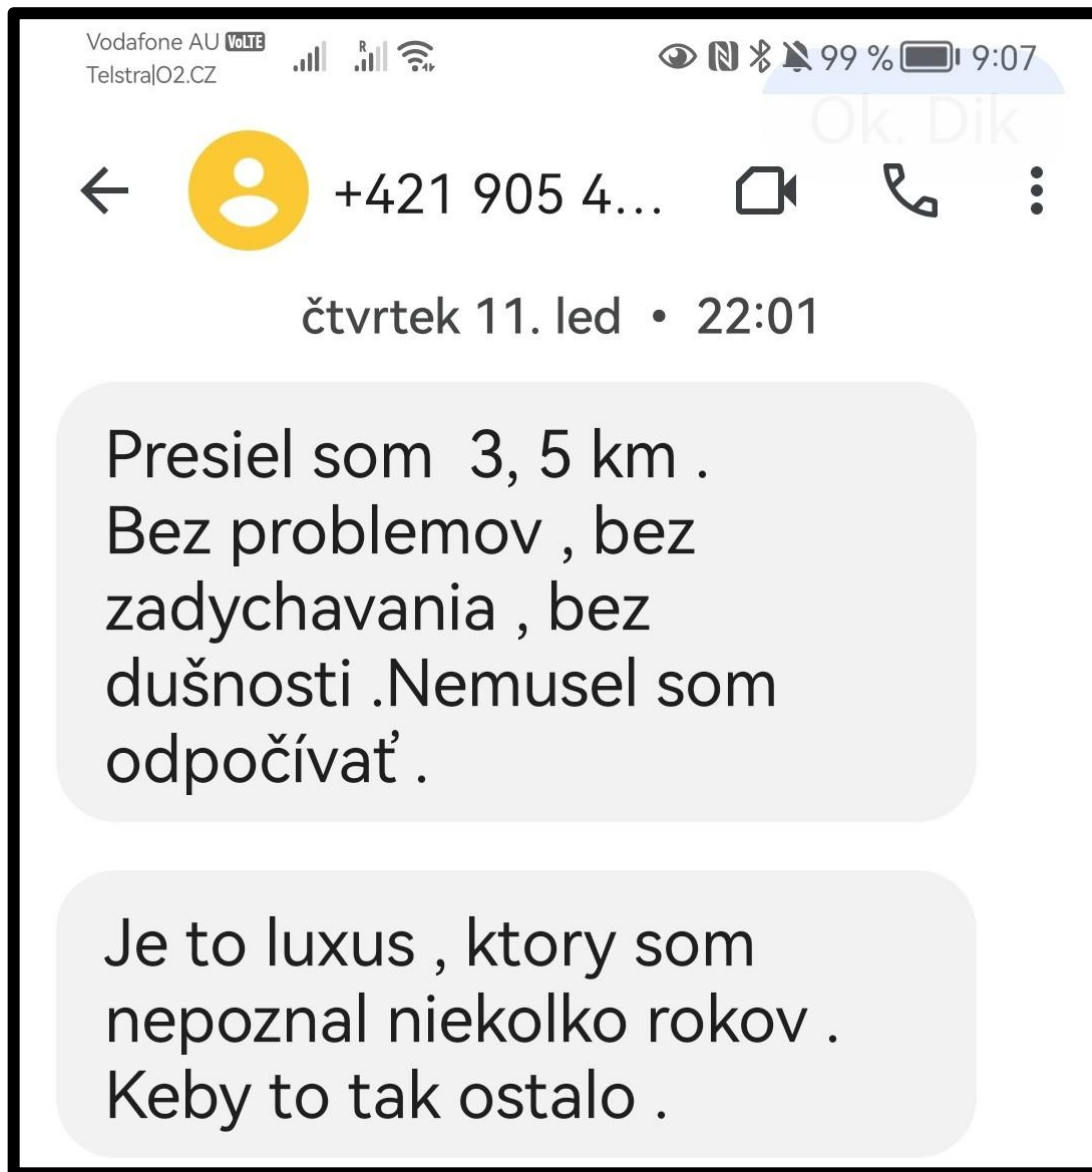 Vodafone AU VoLTE
Telstra|O2.CZ
R
99 % 9:07
Ok. Dik
+421 905 4...
čtvrtek 11. led • 22:01
Presiel som 3, 5 km .
Bez problemov , bez
zadychavania , bez
dušnosti .Nemusel som
odpočívať .
Je to luxus , ktory som
nepoznal niekolko rokov .
Keby to tak ostalo .